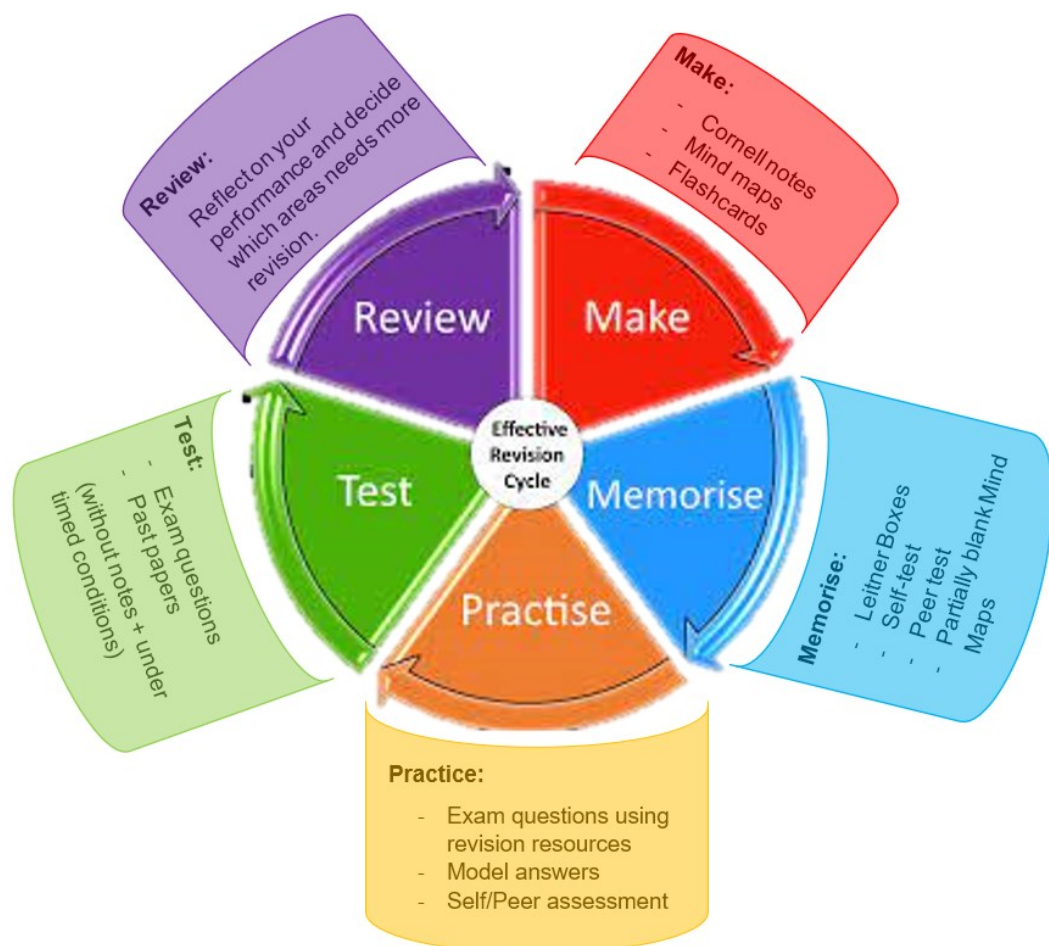 Effective
Revision
Cycle
Make
Make:
- Cornell notes
- Mind maps
- Flashcards
Memorise
Memorise:
- Leitner Boxes
- Self-test
- Peer test
- Partially blank Mind
Maps
Practise
Practice:
- Exam questions using
revision resources
- Model answers
- Self/Peer assessment
Test
Test:
- Exam questions
- Past papers
(without notes + under
timed conditions)
Review
Review:
Reflect on your
performance and decide
which areas needs more
revision.